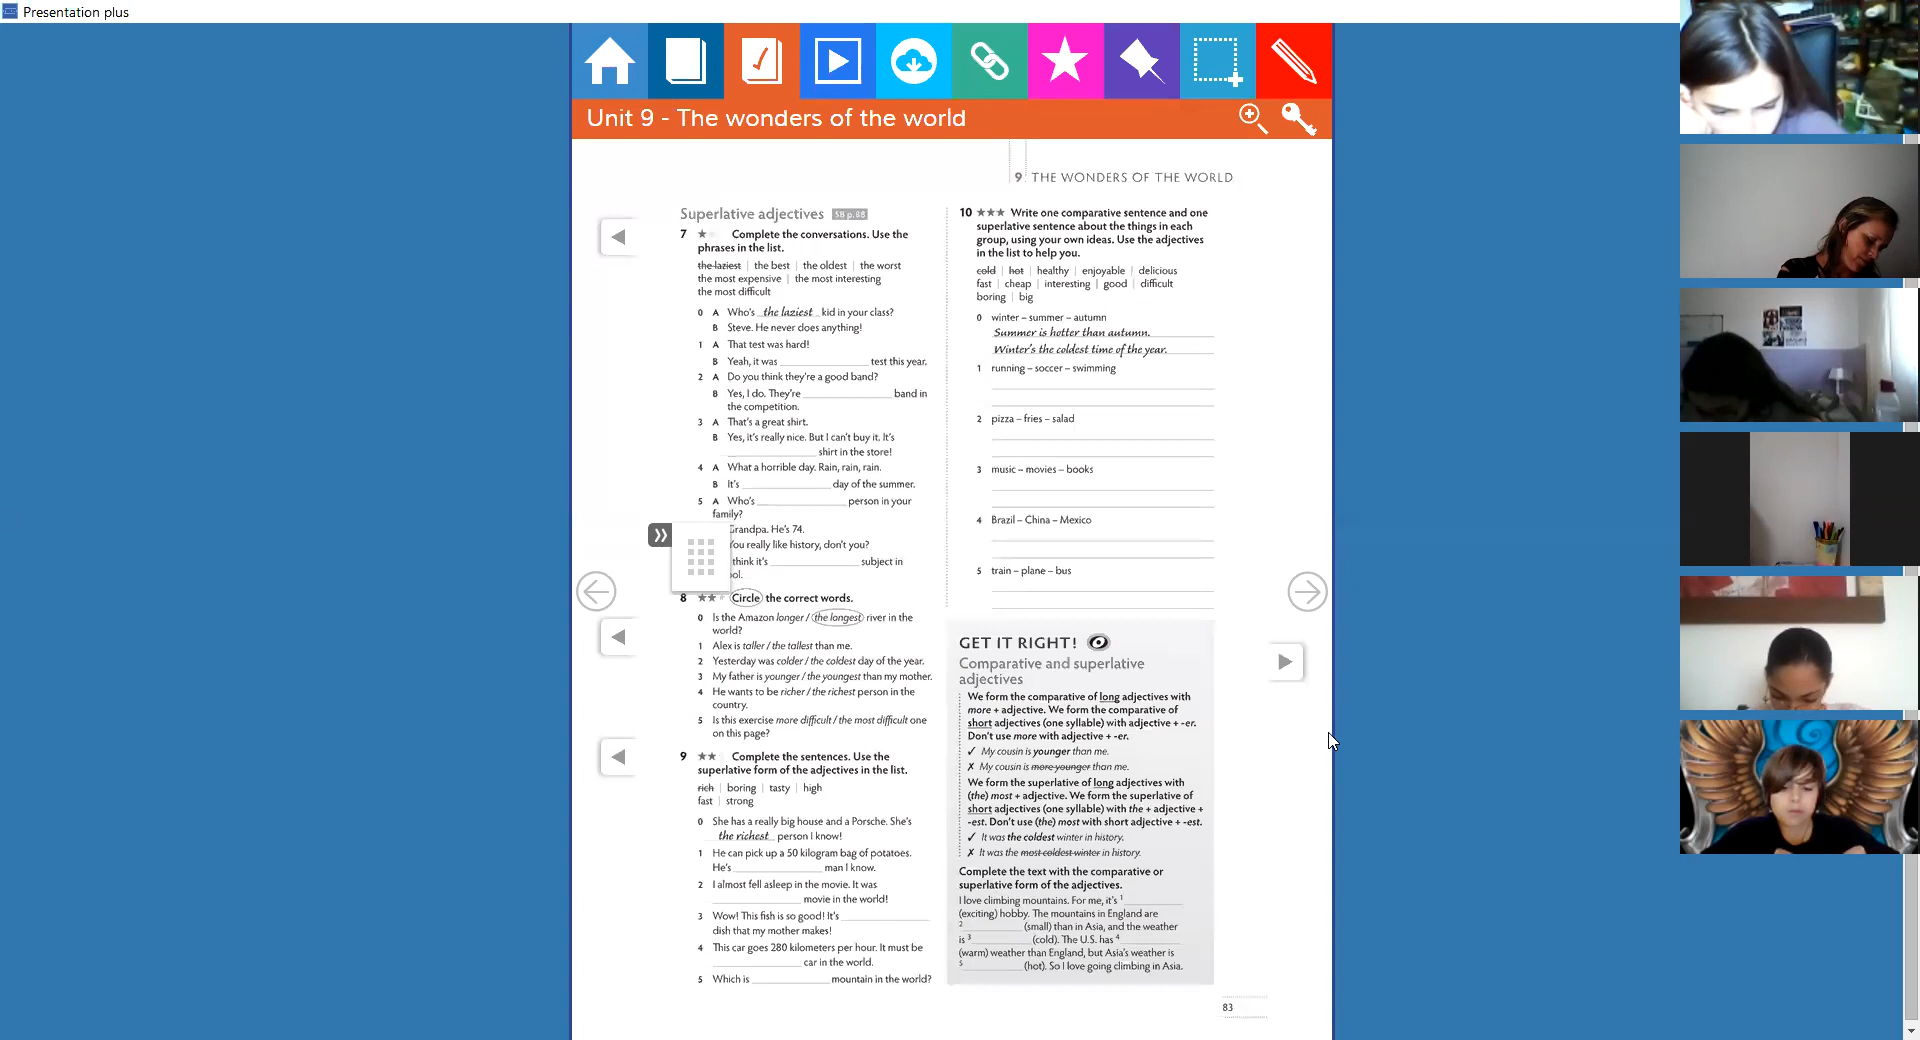 Presentation plus
Unit 9 - The wonders of the world
9 THE WONDERS OF THE WORLD
Superlative adjectives SB p.86
7 Complete the conversations. Use the
phrases in the list.
the laziest | the best | the oldest | the worst
the most expensive | the most interesting
the most difficult
0 A Who's the laziest kid in your class?
B Steve. He never does anything!
1 A That test was hard!
B Yeah, it was test this year.
2 A Do you think they're a good band?
B Yes, I do. They're band in
the competition.
3 A That's a great shirt.
B Yes, it's really nice. But I can't buy it. It's
shirt in the store!
4 A What a horrible day. Rain, rain, rain.
B It's day of the summer.
5 A Who's person in your
family?
Grandpa. He's 74.
You really like history, don't you?
think it's subject in
ool.
8 Circle the correct words.
0 Is the Amazon longer / the longest river in the
world?
1 Alex is taller / the tallest than me.
2 Yesterday was colder / the coldest day of the year.
3 My father is younger / the youngest than my mother.
4 He wants to be richer / the richest person in the
country.
5 Is this exercise more difficult / the most difficult one
on this page?
9 Complete the sentences. Use the
superlative form of the adjectives in the list.
rich | boring | tasty | high
fast | strong
0 She has a really big house and a Porsche. She's
the richest person I know!
1 He can pick up a 50 kilogram bag of potatoes.
He's man I know.
2 I almost fell asleep in the movie. It was
movie in the world!
3 Wow! This fish is so good! It's
dish that my mother makes!
4 This car goes 280 kilometers per hour. It must be
car in the world.
5 Which is mountain in the world?
10 Write one comparative sentence and one
superlative sentence about the things in each
group, using your own ideas. Use the adjectives
in the list to help you.
cold | hot | healthy | enjoyable | delicious
fast | cheap | interesting | good | difficult
boring | big
0 winter – summer – autumn
Summer is hotter than autumn.
Winter's the coldest time of the year.
1 running – soccer – swimming
2 pizza – fries – salad
3 music – movies – books
4 Brazil – China – Mexico
5 train – plane – bus
GET IT RIGHT!
Comparative and superlative
adjectives
We form the comparative of long adjectives with
more + adjective. We form the comparative of
short adjectives (one syllable) with adjective + -er.
Don't use more with adjective + -er.
✓ My cousin is younger than me.
✗ My cousin is more younger than me.
We form the superlative of long adjectives with
(the) most + adjective. We form the superlative of
short adjectives (one syllable) with the + adjective +
-est. Don't use (the) most with short adjective + -est.
✓ It was the coldest winter in history.
✗ It was the most coldest winter in history.
Complete the text with the comparative or
superlative form of the adjectives.
I love climbing mountains. For me, it's 1
(exciting) hobby. The mountains in England are
2 (small) than in Asia, and the weather
is 3 (cold). The U.S. has 4
(warm) weather than England, but Asia's weather is
5 (hot). So I love going climbing in Asia.
83